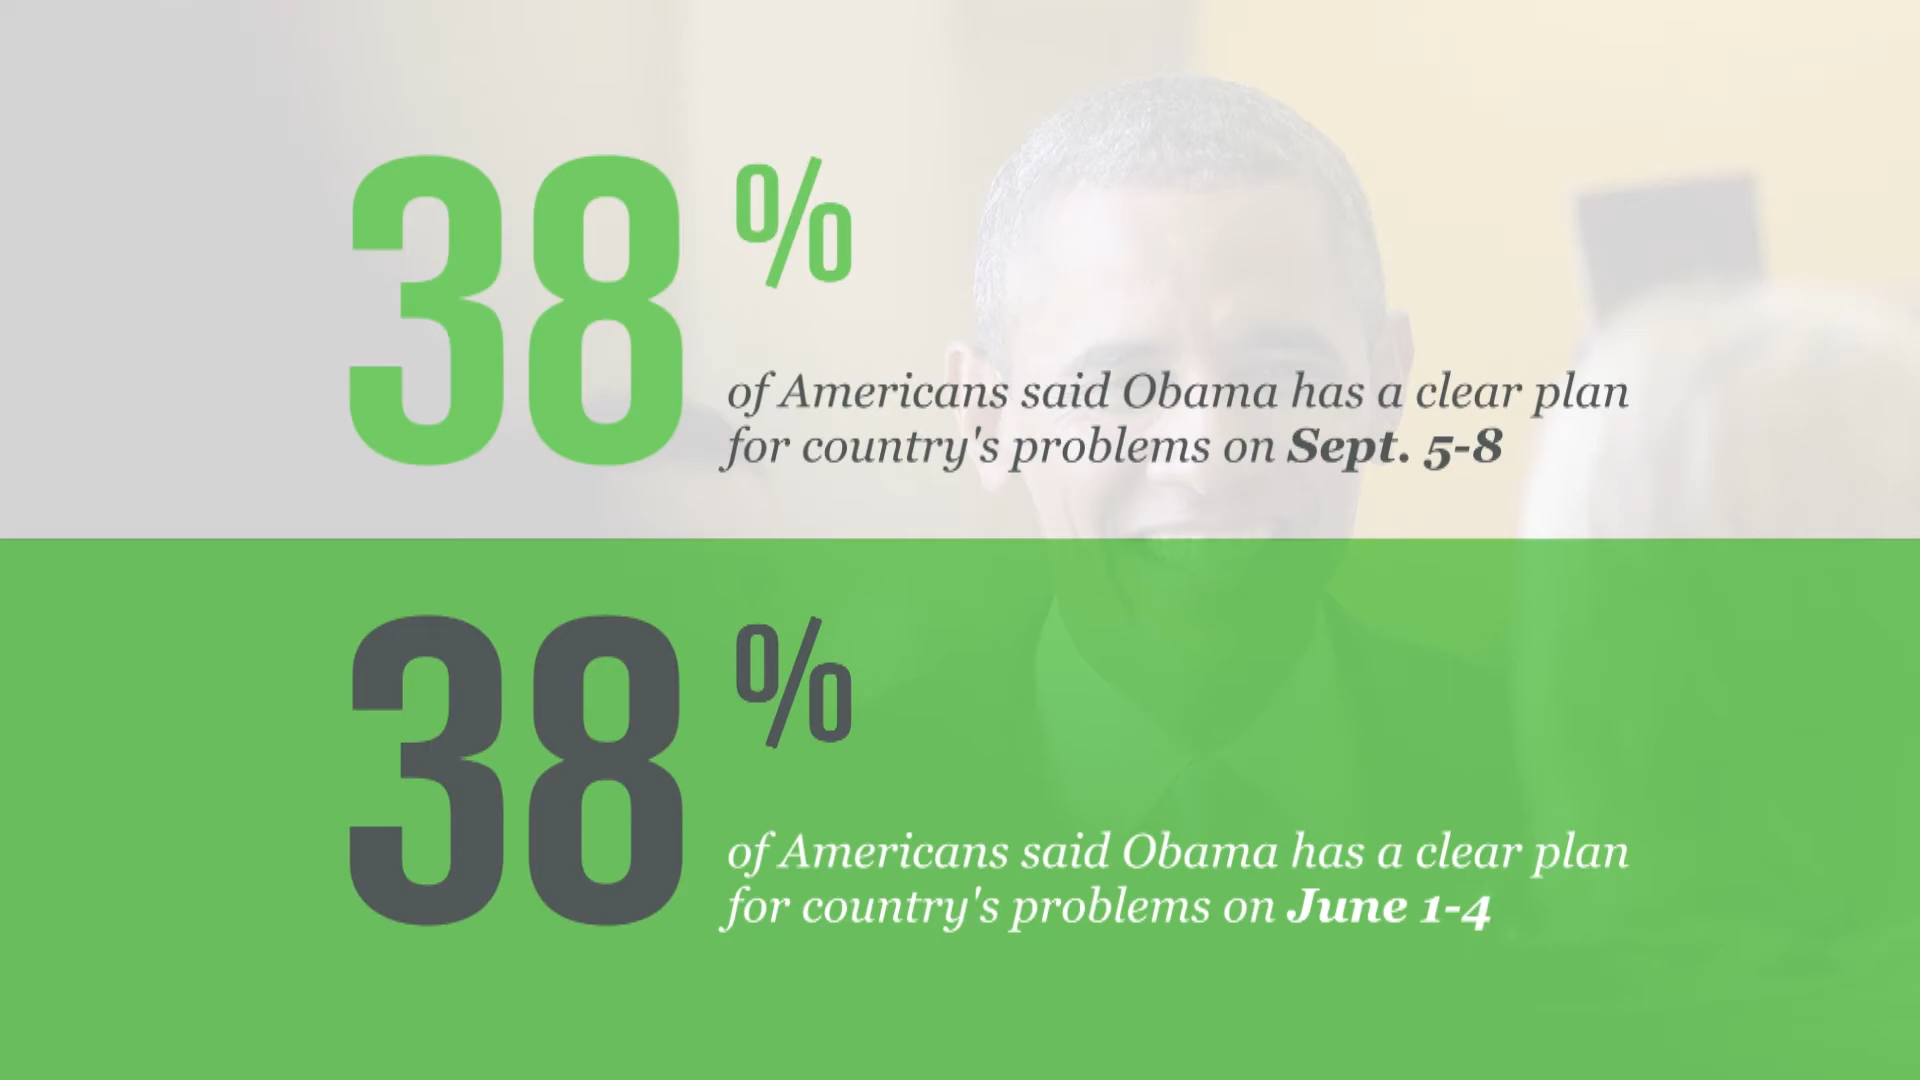 38%
of Americans said Obama has a clear plan
for country's problems on Sept. 5-8
38%
of Americans said Obama has a clear plan
for country's problems on June 1-4